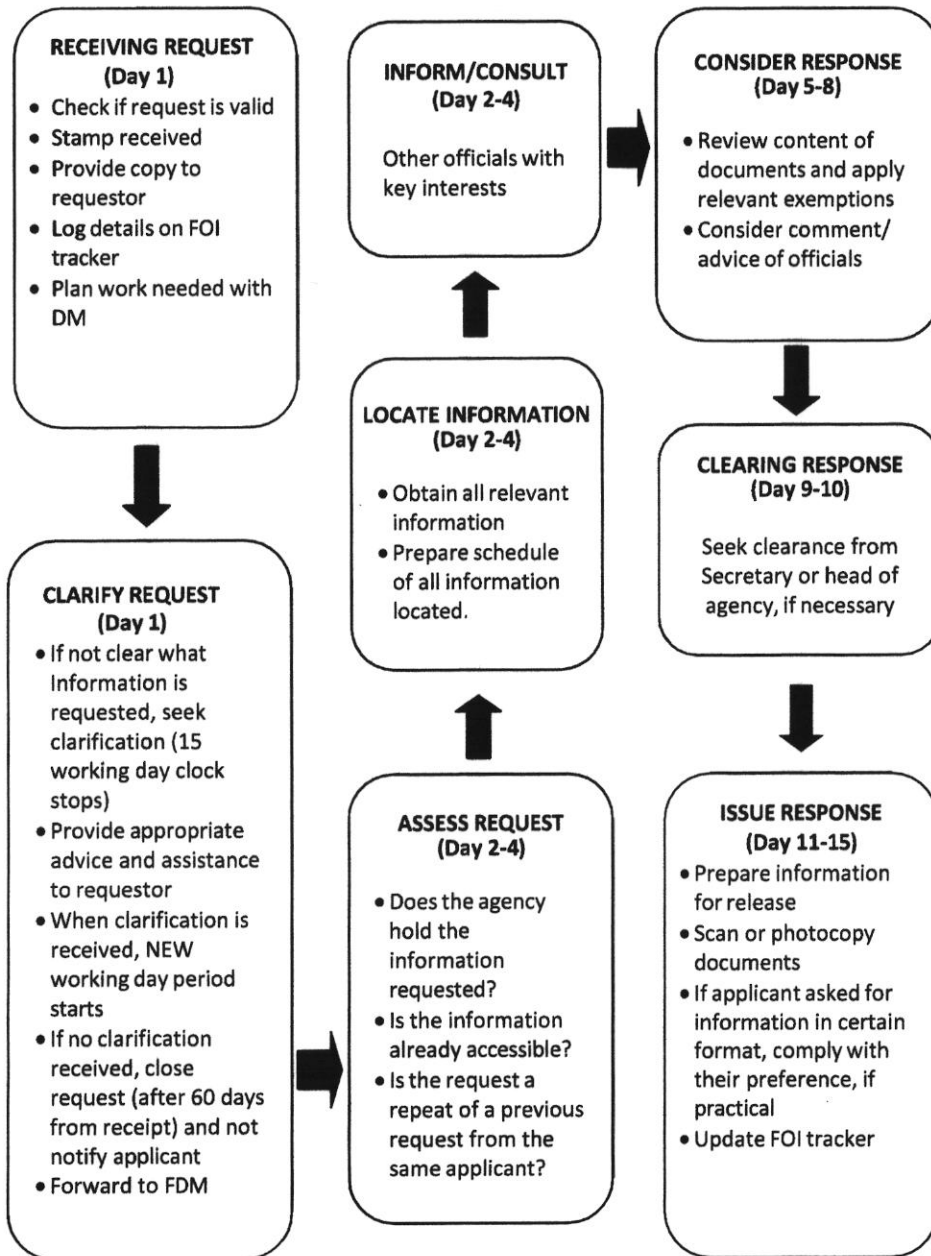 RECEIVING REQUEST
(Day 1)
• Check if request is valid
• Stamp received
• Provide copy to
requestor
• Log details on FOI
tracker
• Plan work needed with
DM
CLARIFY REQUEST
(Day 1)
• If not clear what
Information is
requested, seek
clarification (15
working day clock
stops)
• Provide appropriate
advice and assistance
to requestor
• When clarification is
received, NEW
working day period
starts
• If no clarification
received, close
request (after 60 days
from receipt) and not
notify applicant
• Forward to FDM
ASSESS REQUEST
(Day 2-4)
• Does the agency
hold the
information
requested?
• Is the information
already accessible?
• Is the request a
repeat of a previous
request from the
same applicant?
LOCATE INFORMATION
(Day 2-4)
• Obtain all relevant
information
• Prepare schedule
of all information
located.
INFORM/CONSULT
(Day 2-4)
Other officials with
key interests
CONSIDER RESPONSE
(Day 5-8)
• Review content of
documents and apply
relevant exemptions
• Consider comment/
advice of officials
CLEARING RESPONSE
(Day 9-10)
Seek clearance from
Secretary or head of
agency, if necessary
ISSUE RESPONSE
(Day 11-15)
• Prepare information
for release
• Scan or photocopy
documents
• If applicant asked for
information in certain
format, comply with
their preference, if
practical
• Update FOI tracker